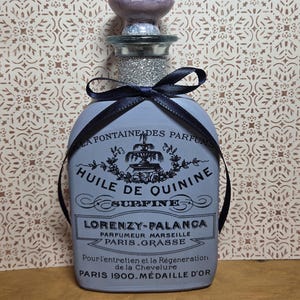 A LA FONTAINE DES PARFUMS
HUILE DE QUININE
SURFINE
LORENZY-PALANCA
PARFUMEUR MARSEILLE
PARIS.GRASSE
Pour l'entretien et la Régénération
de la Chevelure
PARIS 1900. MÉDAILLE D'OR